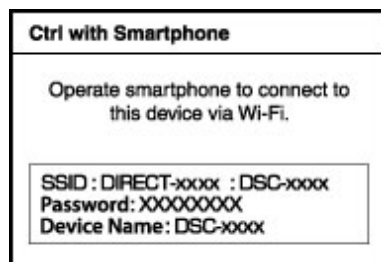 Ctrl with Smartphone
Operate smartphone to connect to
this device via Wi-Fi.
SSID : DIRECT-xxxx : DSC-xxxx
Password: XXXXXXXX
Device Name: DSC-xxxx